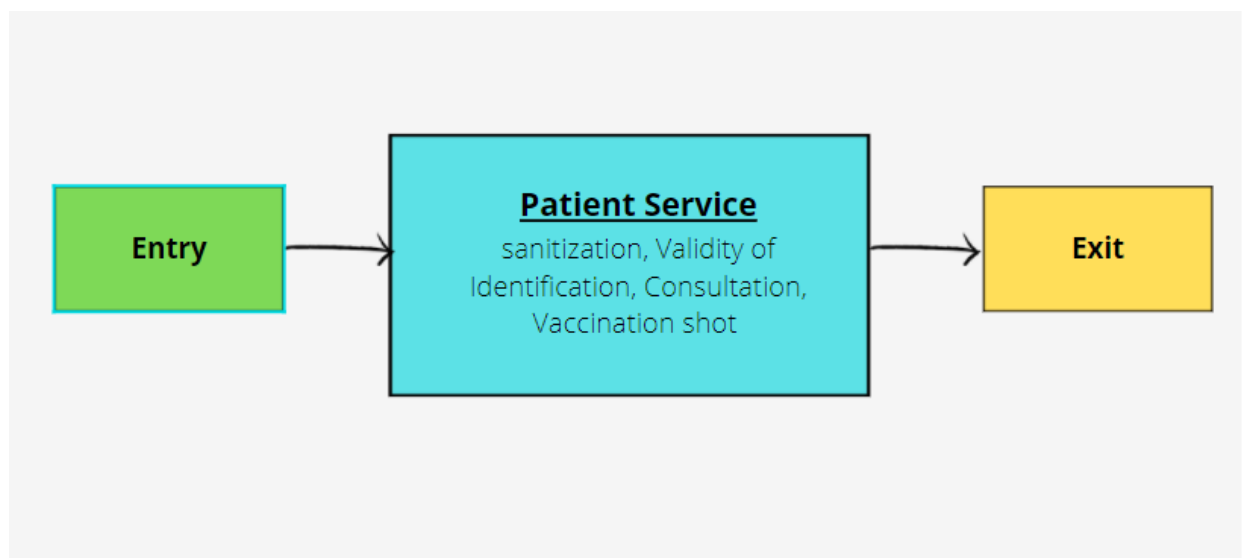 Entry
Patient Service
sanitization, Validity of
Identification, Consultation,
Vaccination shot
Exit